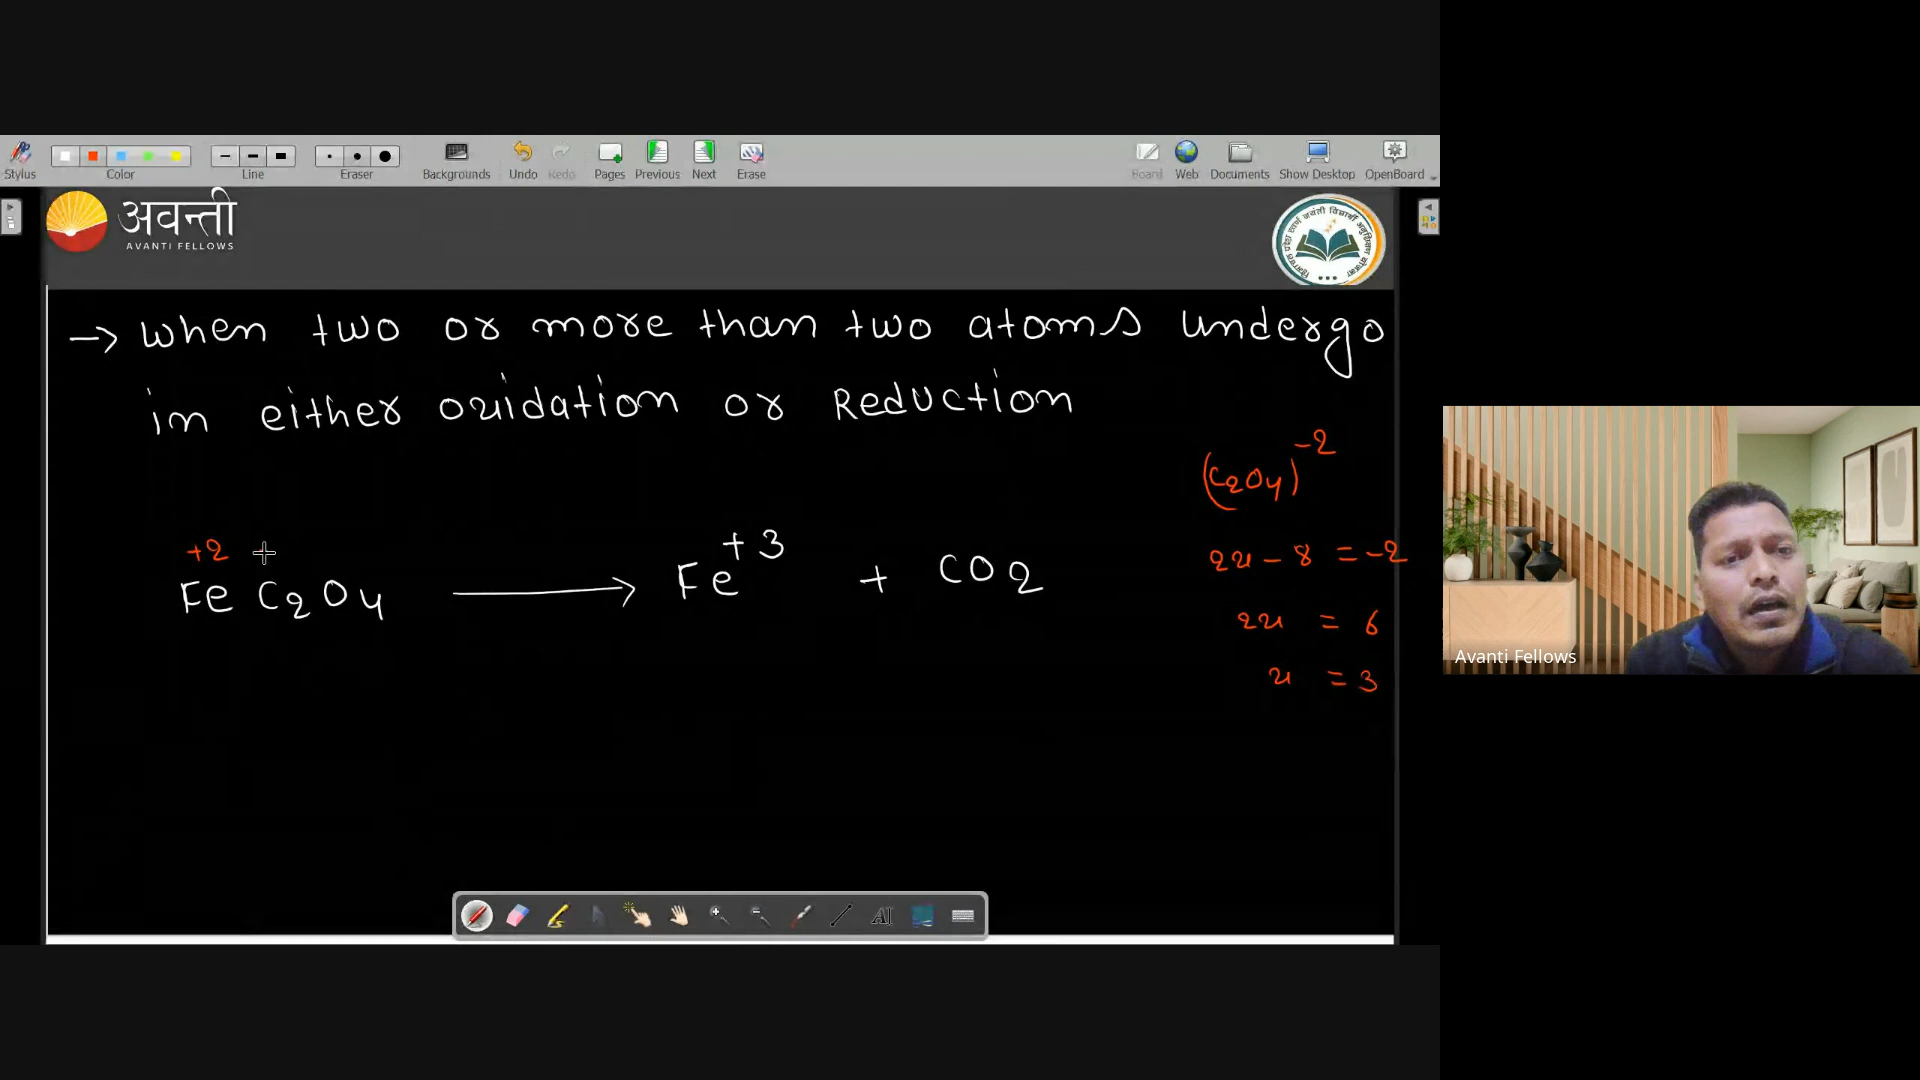 Stylus Color Line Eraser Backgrounds Undo Redo Pages Previous Next Erase Board Web Documents Show Desktop OpenBoard
अवन्ती
AVANTI FELLOWS
→ When two or more than two atoms undergo
in either oxidation or Reduction
(C₂O₄)⁻²
+2
Fe C₂O₄ ⟶ Fe⁺³ + CO₂
2x - 8 = -2
2x = 6
x = 3
Avanti Fellows